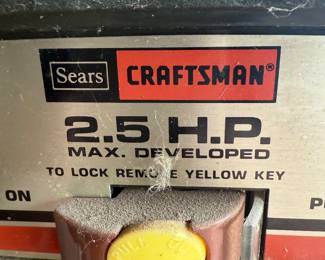 Sears CRAFTSMAN®
2.5 H.P.
MAX. DEVELOPED
TO LOCK REMOVE YELLOW KEY
ON